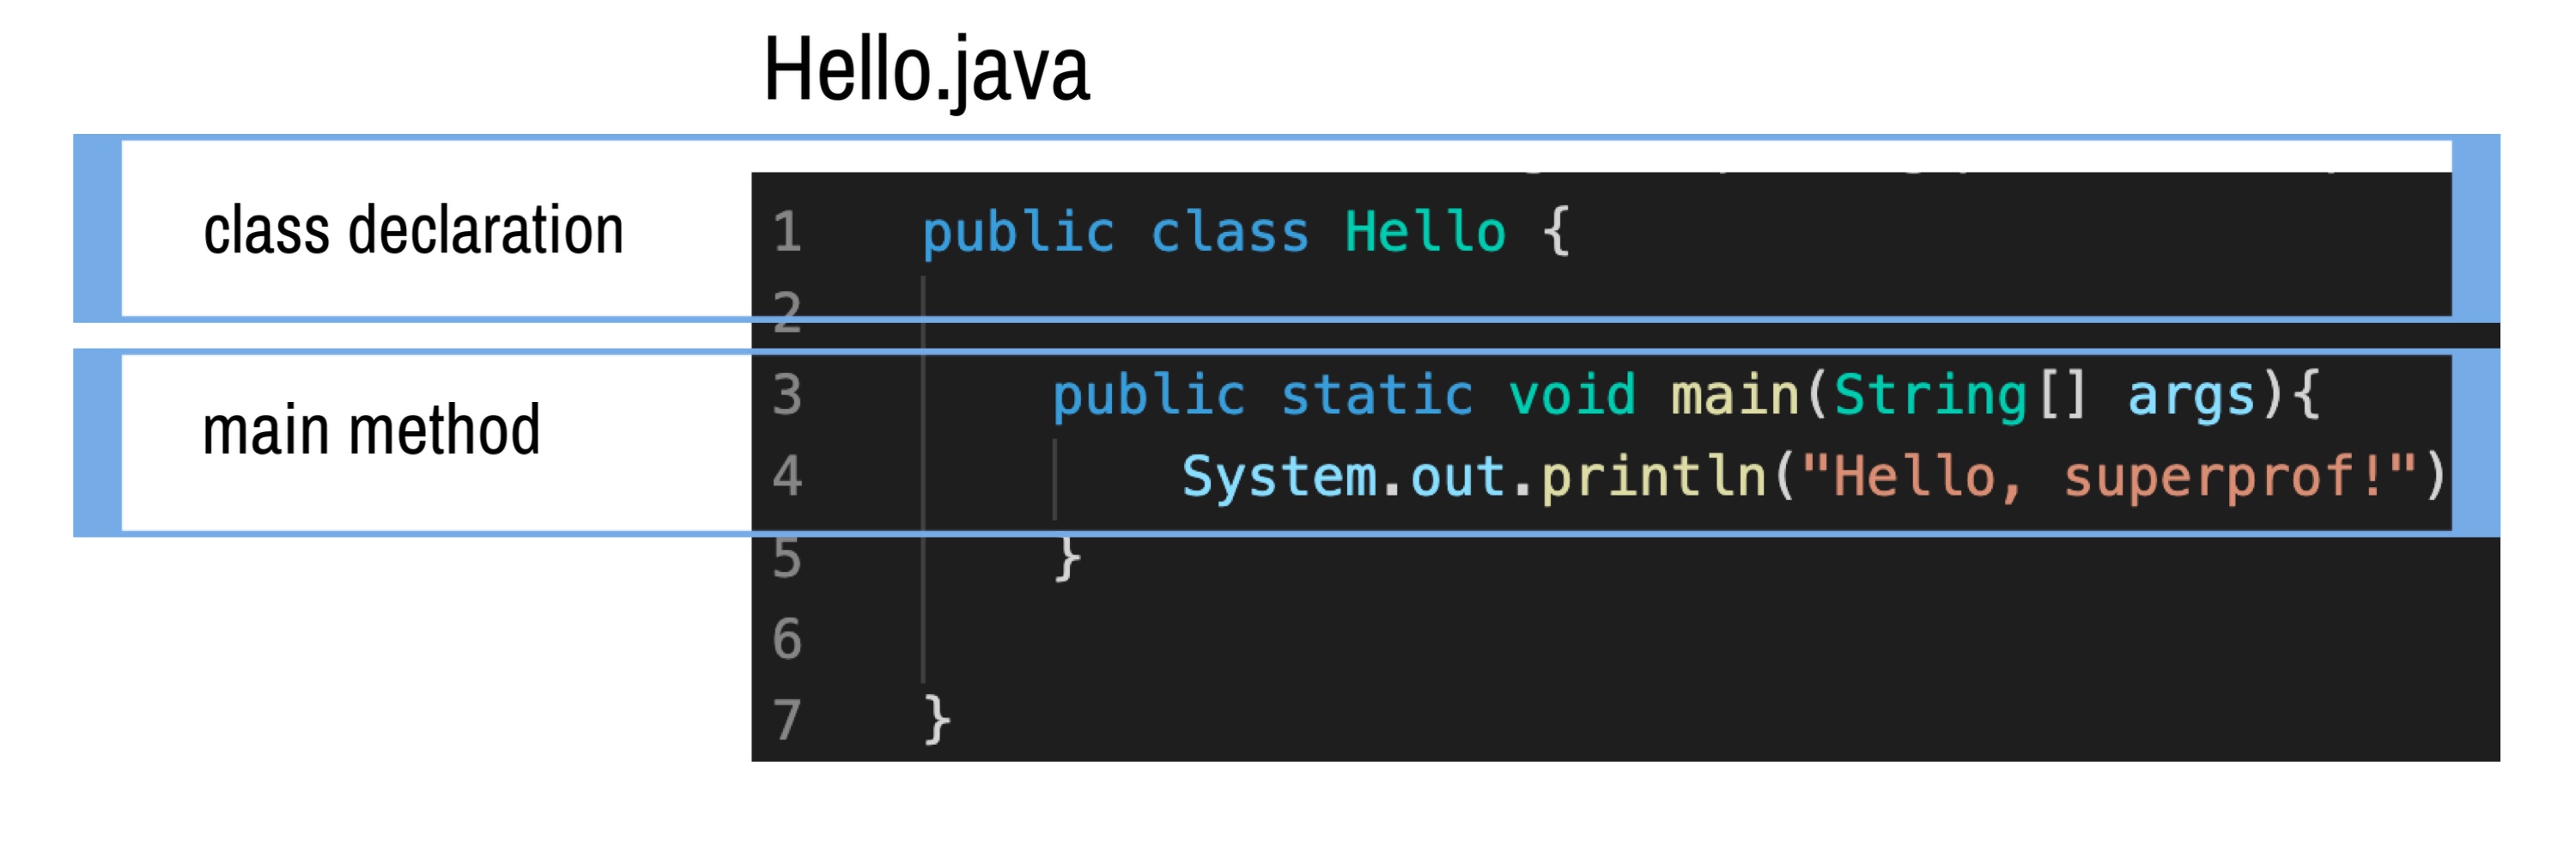 Hello.java
class declaration
1 public class Hello {
2
main method
3 public static void main(String[] args){
4 System.out.println("Hello, superprof!")
5 }
6
7 }